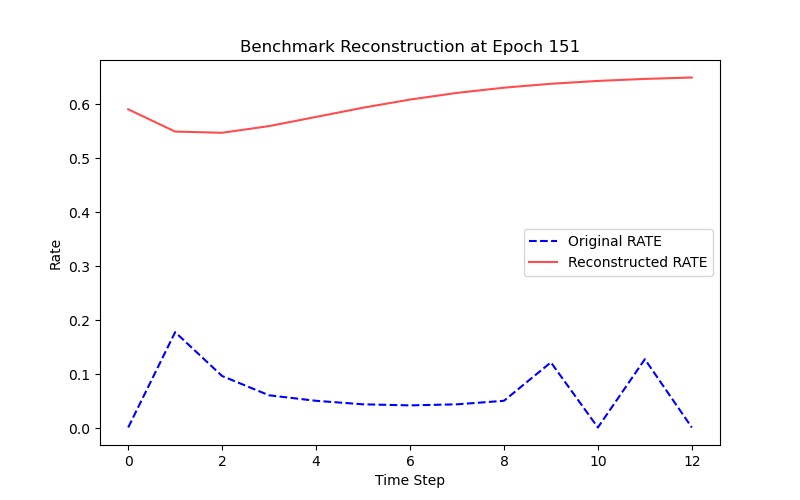 Benchmark Reconstruction at Epoch 151
Rate
0.6
0.5
0.4
0.3
0.2
0.1
0.0
Original RATE
Reconstructed RATE
0 2 4 6 8 10 12
Time Step